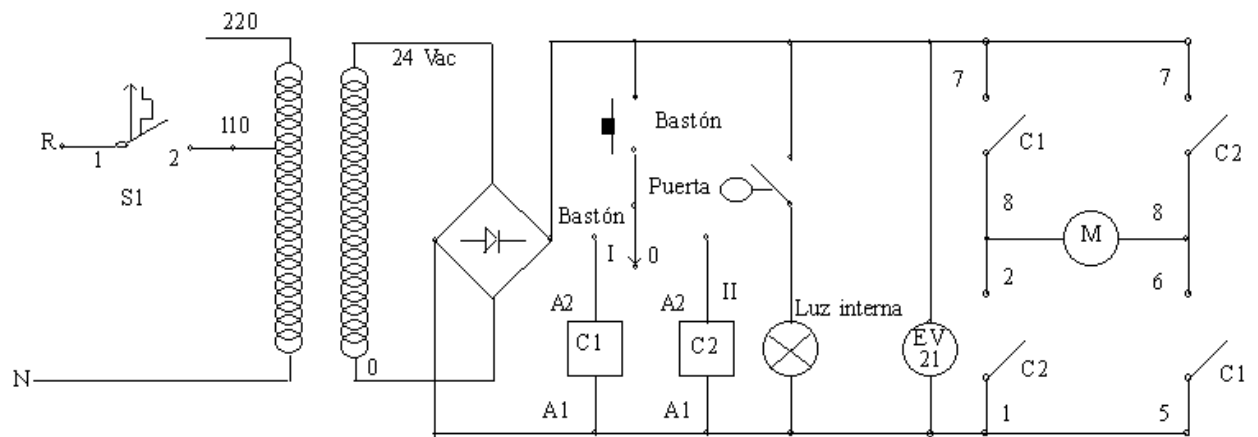 220
R
1
2
110
S1
N
24 Vac
0
Bastón
Puerta
Bastón
I
0
II
A2
C1
A1
A2
C2
A1
Luz interna
EV
21
7
C1
8
M
2
C2
1
7
C2
8
6
C1
5